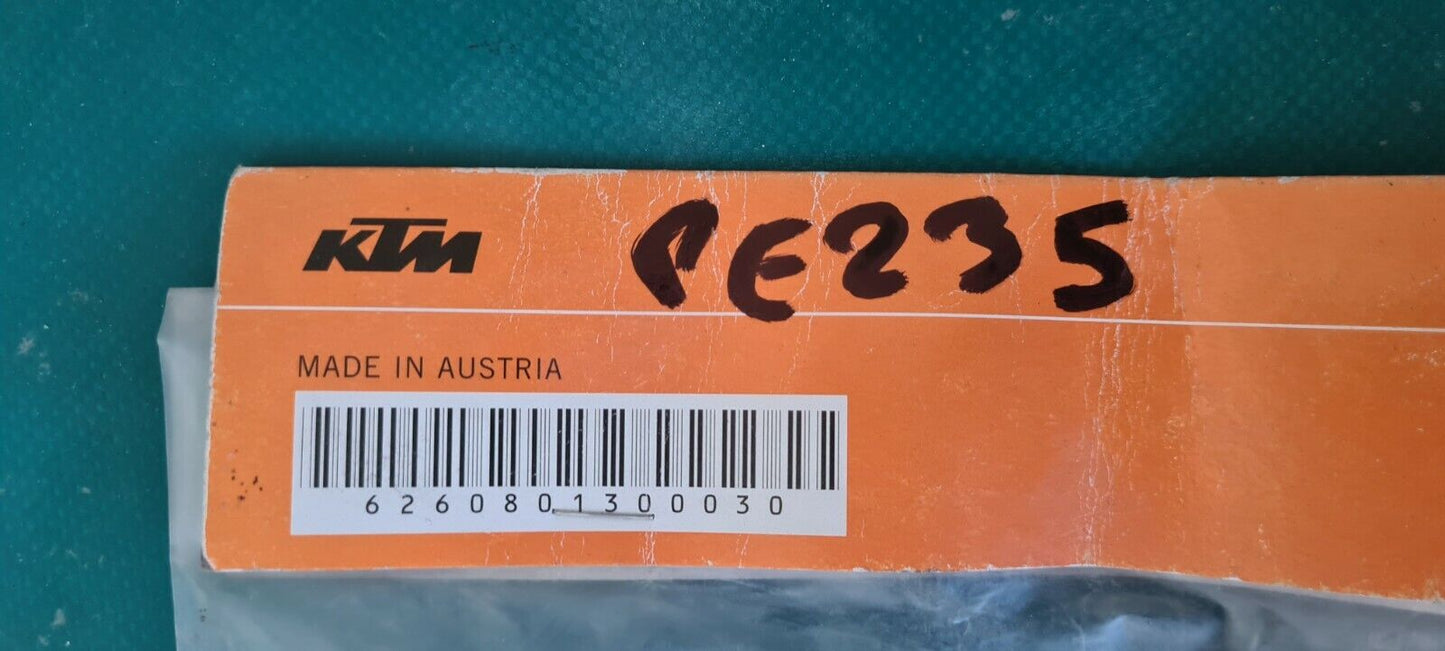 KTM
PE235
MADE IN AUSTRIA
6260801300030